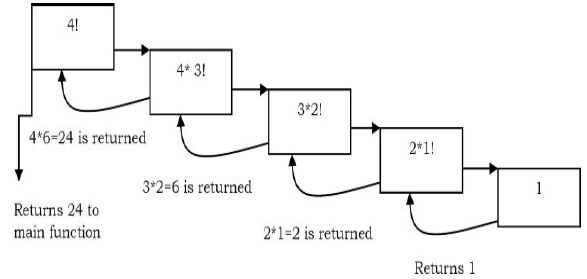 4!
4* 3!
3*2!
2*1!
1
4*6=24 is returned
3*2=6 is returned
2*1=2 is returned
Returns 1
Returns 24 to
main function